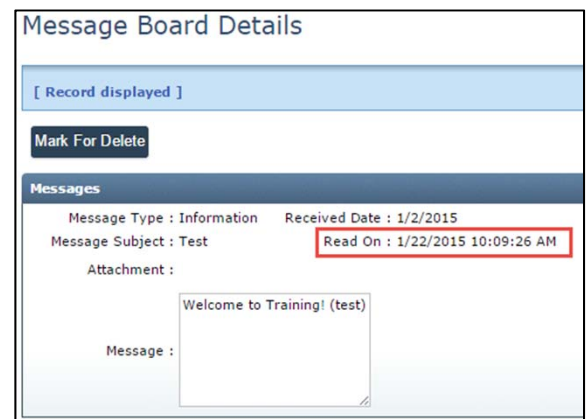 Message Board Details
[ Record displayed ]
Mark For Delete
Messages
Message Type : Information Received Date : 1/2/2015
Message Subject : Test Read On : 1/22/2015 10:09:26 AM
Attachment :
Welcome to Training! (test)
Message :